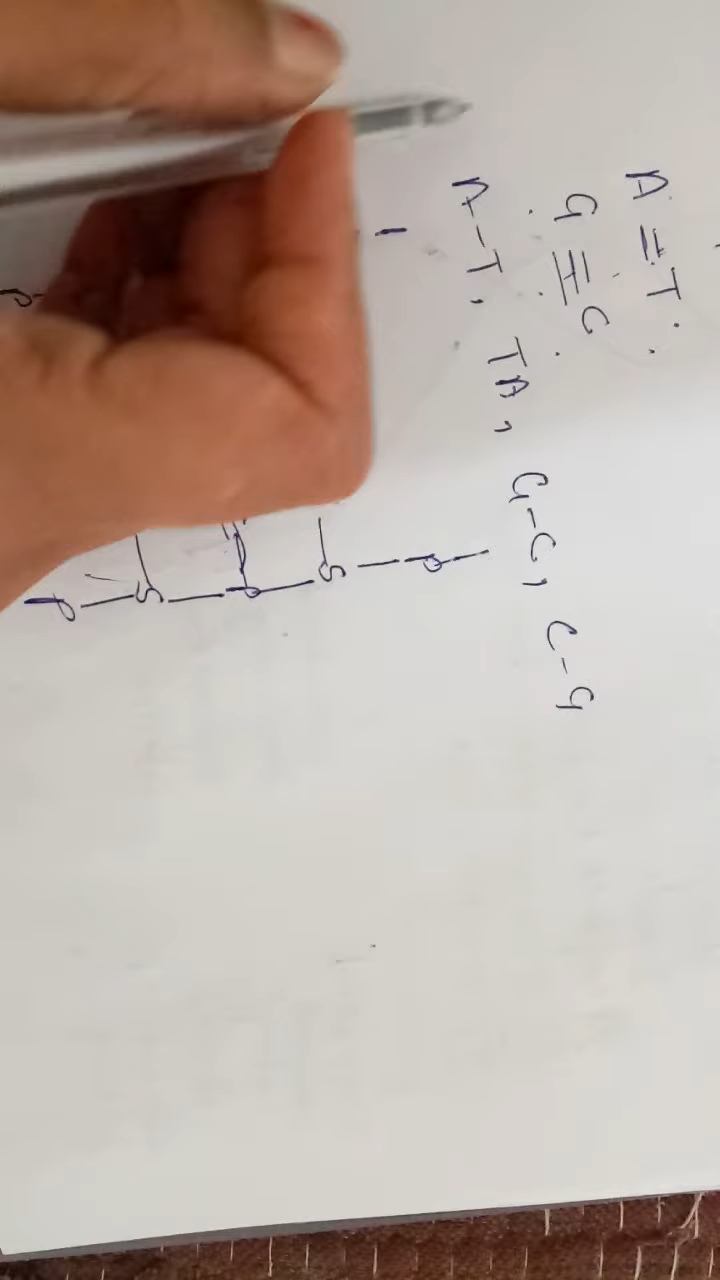 A = T
G ≡ C
A-T, TA, G-C, C-G
P
S
P
S
P